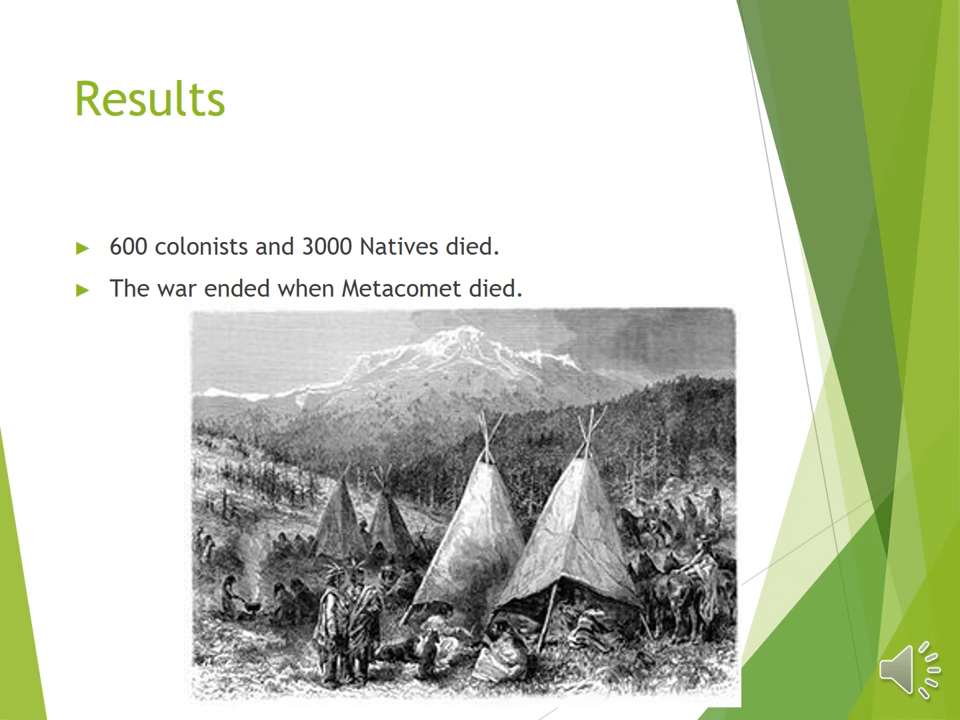 Results
600 colonists and 3000 Natives died.
The war ended when Metacomet died.